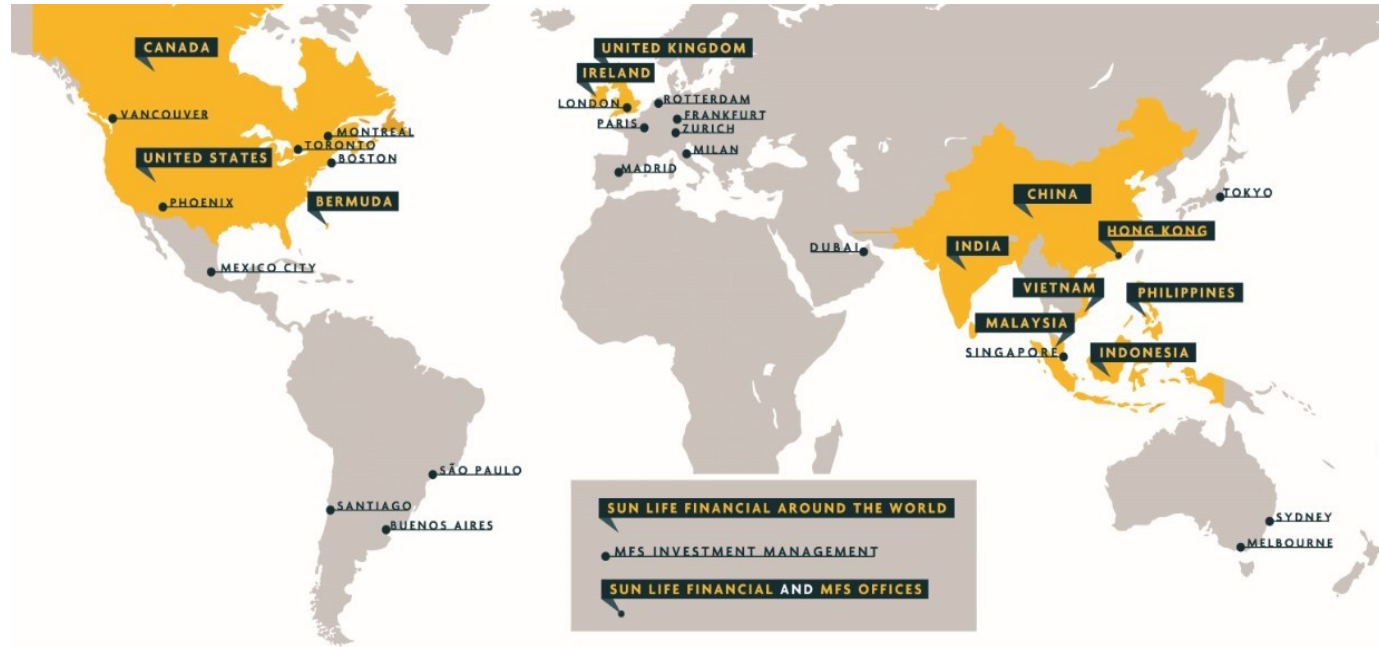 CANADA
UNITED KINGDOM
IRELAND
LONDON
ROTTERDAM
FRANKFURT
PARIS
ZURICH
MILAN
MADRID
VANCOUVER
MONTREAL
TORONTO
BOSTON
UNITED STATES
PHOENIX
BERMUDA
MEXICO CITY
CHINA
TOKYO
HONG KONG
INDIA
DUBAI
VIETNAM
PHILIPPINES
MALAYSIA
SINGAPORE
INDONESIA
SÃO PAULO
SANTIAGO
BUENOS AIRES
SYDNEY
MELBOURNE
SUN LIFE FINANCIAL AROUND THE WORLD
MFS INVESTMENT MANAGEMENT
SUN LIFE FINANCIAL AND MFS OFFICES